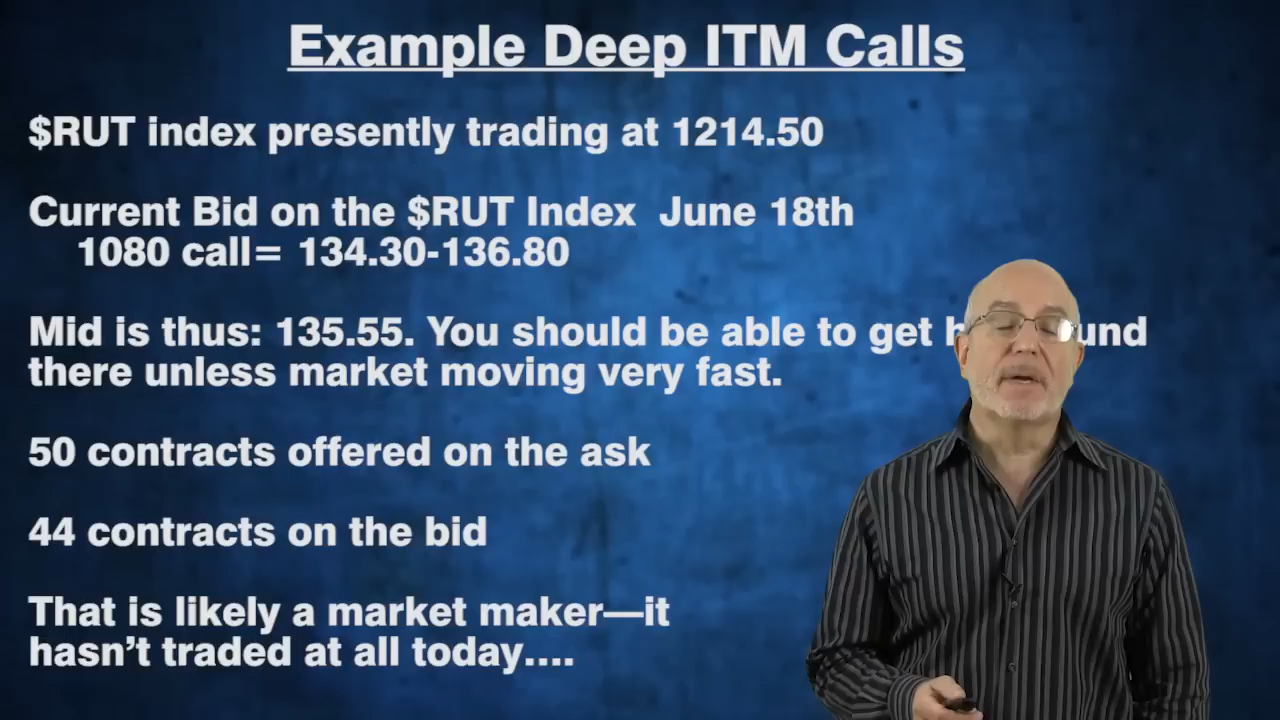 Example Deep ITM Calls
$RUT index presently trading at 1214.50
Current Bid on the $RUT Index June 18th
1080 call= 134.30-136.80
Mid is thus: 135.55. You should be able to get
there unless market moving very fast.
50 contracts offered on the ask
44 contracts on the bid
That is likely a market maker—it
hasn't traded at all today....